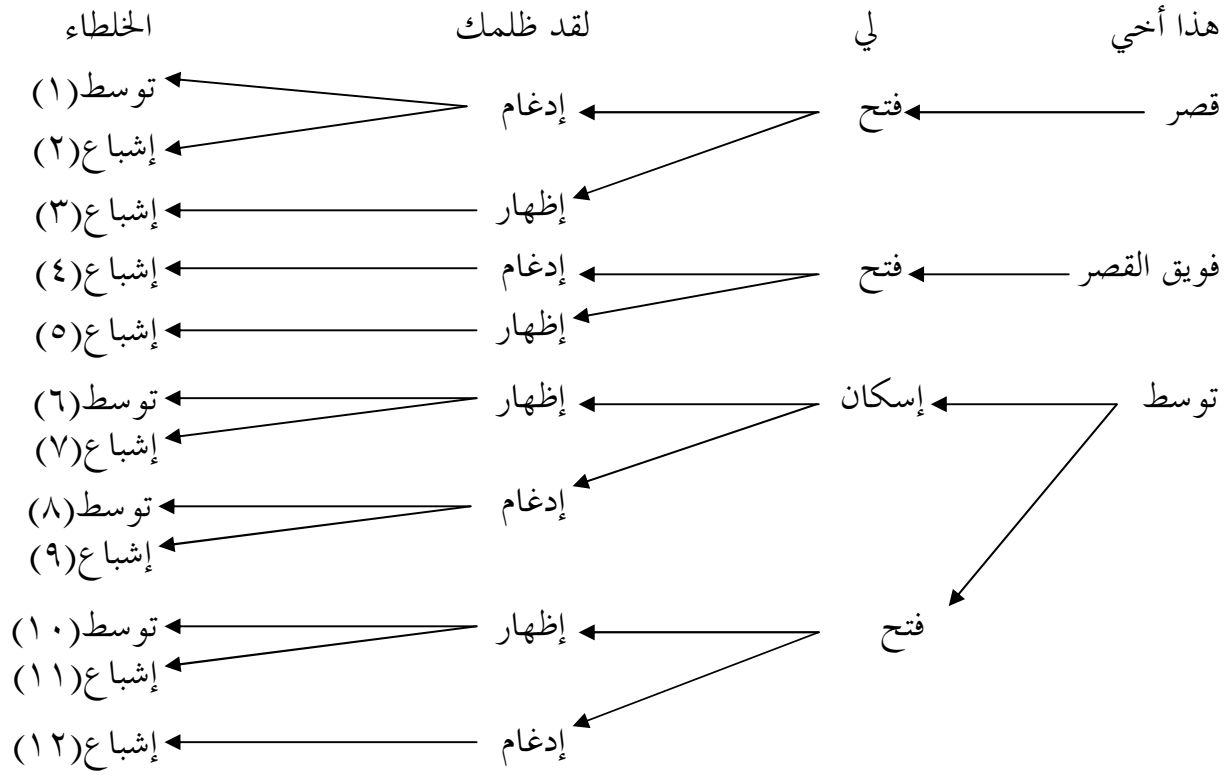 هذا أخي لي لقد ظلمك الخلطاء
توسط(١)
قصر فتح إدغام
إشباع(٢)
إظهار إشباع(٣)
فويق القصر فتح إدغام إشباع(٤)
إظهار إشباع(٥)
توسط إسكان إظهار توسط(٦)
إشباع(٧)
إدغام توسط(٨)
إشباع(٩)
فتح إظهار توسط(١٠)
إشباع(١١)
إدغام إشباع(١٢)